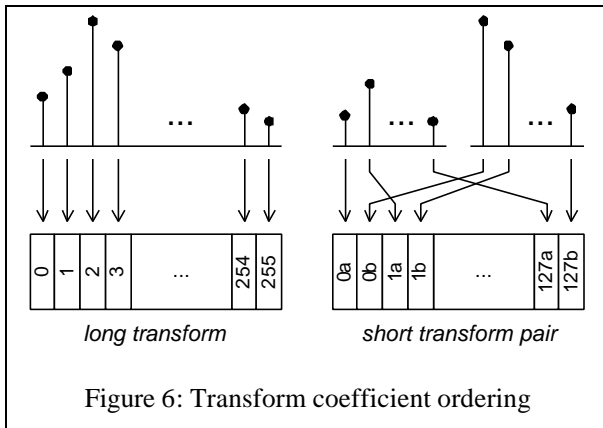 ... ... ...
0 1 2 3 ... 254 255
0a 0b 1a 1b ... 127a 127b
long transform
short transform pair
Figure 6: Transform coefficient ordering